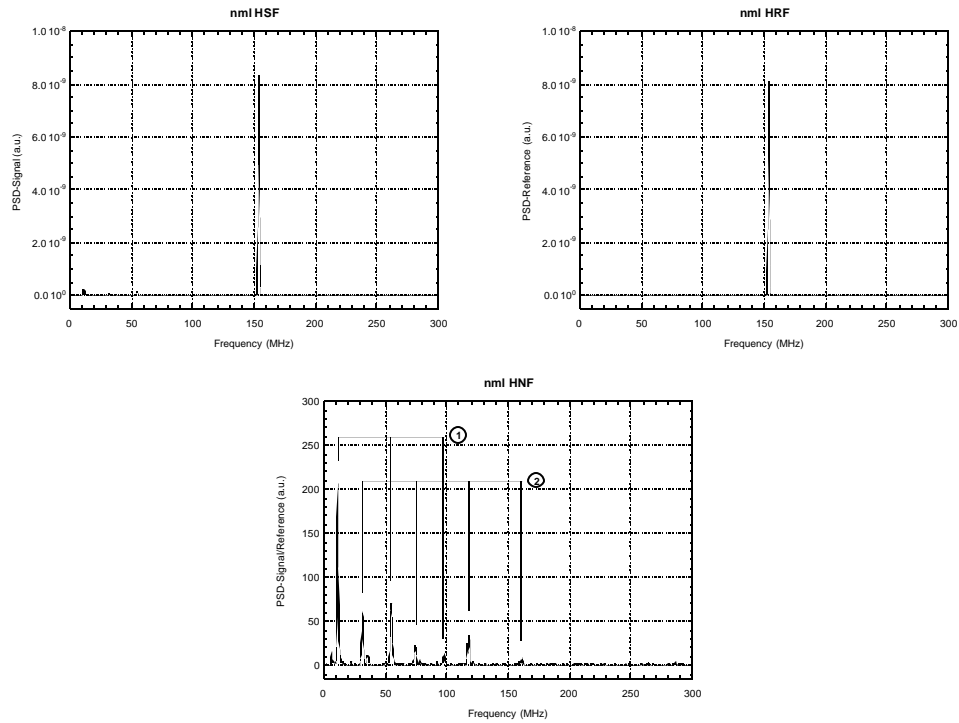 nml HSF
1.0 10⁻⁸
8.0 10⁻⁹
6.0 10⁻⁹
4.0 10⁻⁹
2.0 10⁻⁹
0.0 10⁰
PSD-Signal (a.u.)
0 50 100 150 200 250 300
Frequency (MHz)
nml HRF
1.0 10⁻⁸
8.0 10⁻⁹
6.0 10⁻⁹
4.0 10⁻⁹
2.0 10⁻⁹
0.0 10⁰
PSD-Reference (a.u.)
0 50 100 150 200 250 300
Frequency (MHz)
nml HNF
300
250
200
150
100
50
0
PSD-Signal/Reference (a.u.)
1
2
0 50 100 150 200 250 300
Frequency (MHz)